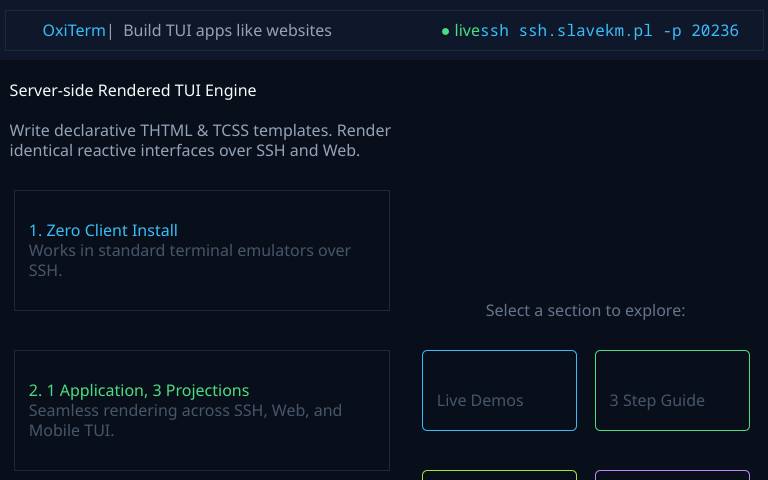 OxiTerm| Build TUI apps like websites
● live ssh ssh.slavekm.pl -p 20236
Server-side Rendered TUI Engine
Write declarative THTML & TCSS templates. Render
identical reactive interfaces over SSH and Web.
1. Zero Client Install
Works in standard terminal emulators over
SSH.
2. 1 Application, 3 Projections
Seamless rendering across SSH, Web, and
Mobile TUI.
Select a section to explore:
Live Demos
3 Step Guide